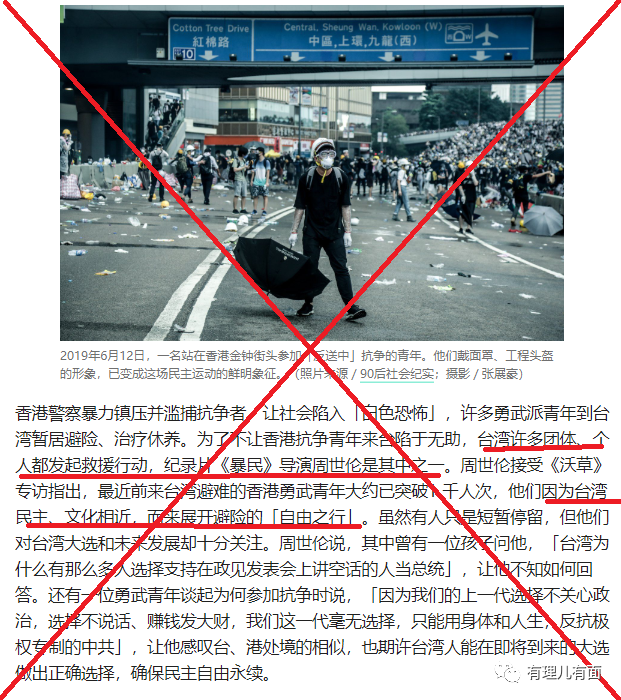 Cotton Tree Drive
紅棉路
10
Central, Sheung Wan, Kowloon (W)
中區,上環,九龍(西)
2019年6月12日,一名站在香港金钟街头参加「反送中」抗争的青年。他们戴面罩、工程头盔
的形象,已变成这场民主运动的鲜明象征。(照片来源/90后社会纪实;摄影/张展豪)
香港警察暴力镇压并滥捕抗争者,让社会陷入「白色恐怖」,许多勇武派青年到台
湾暂居避险、治疗休养。为了不让香港抗争青年来台陷于无助,台湾许多团体、个
人都发起救援行动,纪录片《暴民》导演周世伦是其中之一。周世伦接受《沃草》
专访指出,最近前来台湾避难的香港勇武青年大约已突破1千人次,他们因为台湾
民主、文化相近,而来展开避险的「自由之行」。虽然有人只是短暂停留,但他们
对台湾大选和未来发展却十分关注。周世伦说,其中曾有一位孩子问他,「台湾为
什么有那么多人选择支持在政见发表会上讲空话的人当总统」,让他不知如何回
答。还有一位勇武青年谈起为何参加抗争时说,「因为我们的上一代选择不关心政
治,选择不说话、赚钱发大财,我们这一代毫无选择,只能用身体和人生,反抗极
权专制的中共」,让他感叹台、港处境的相似,也期许台湾人能在即将到来的大选
做出正确选择,确保民主自由永续。
有理儿有面